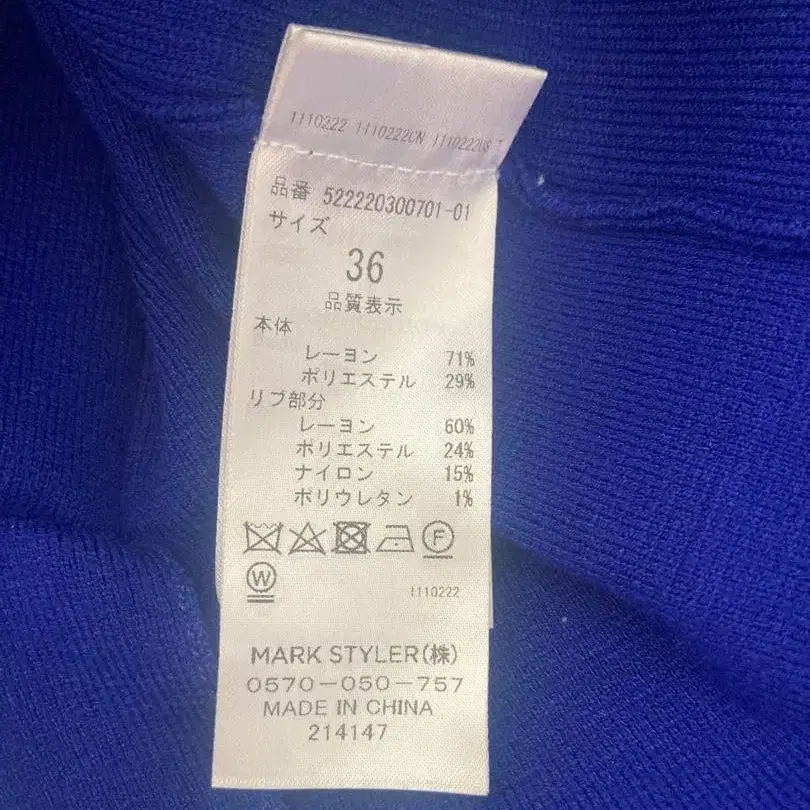 1110222 1110222CN 1110222US
品番 522220300701-01
サイズ
36
品質表示
本体
レーヨン 71%
ポリエステル 29%
リブ部分
レーヨン 60%
ポリエステル 24%
ナイロン 15%
ポリウレタン 1%
F
W
1110222
MARK STYLER(株)
0570-050-757
MADE IN CHINA
214147